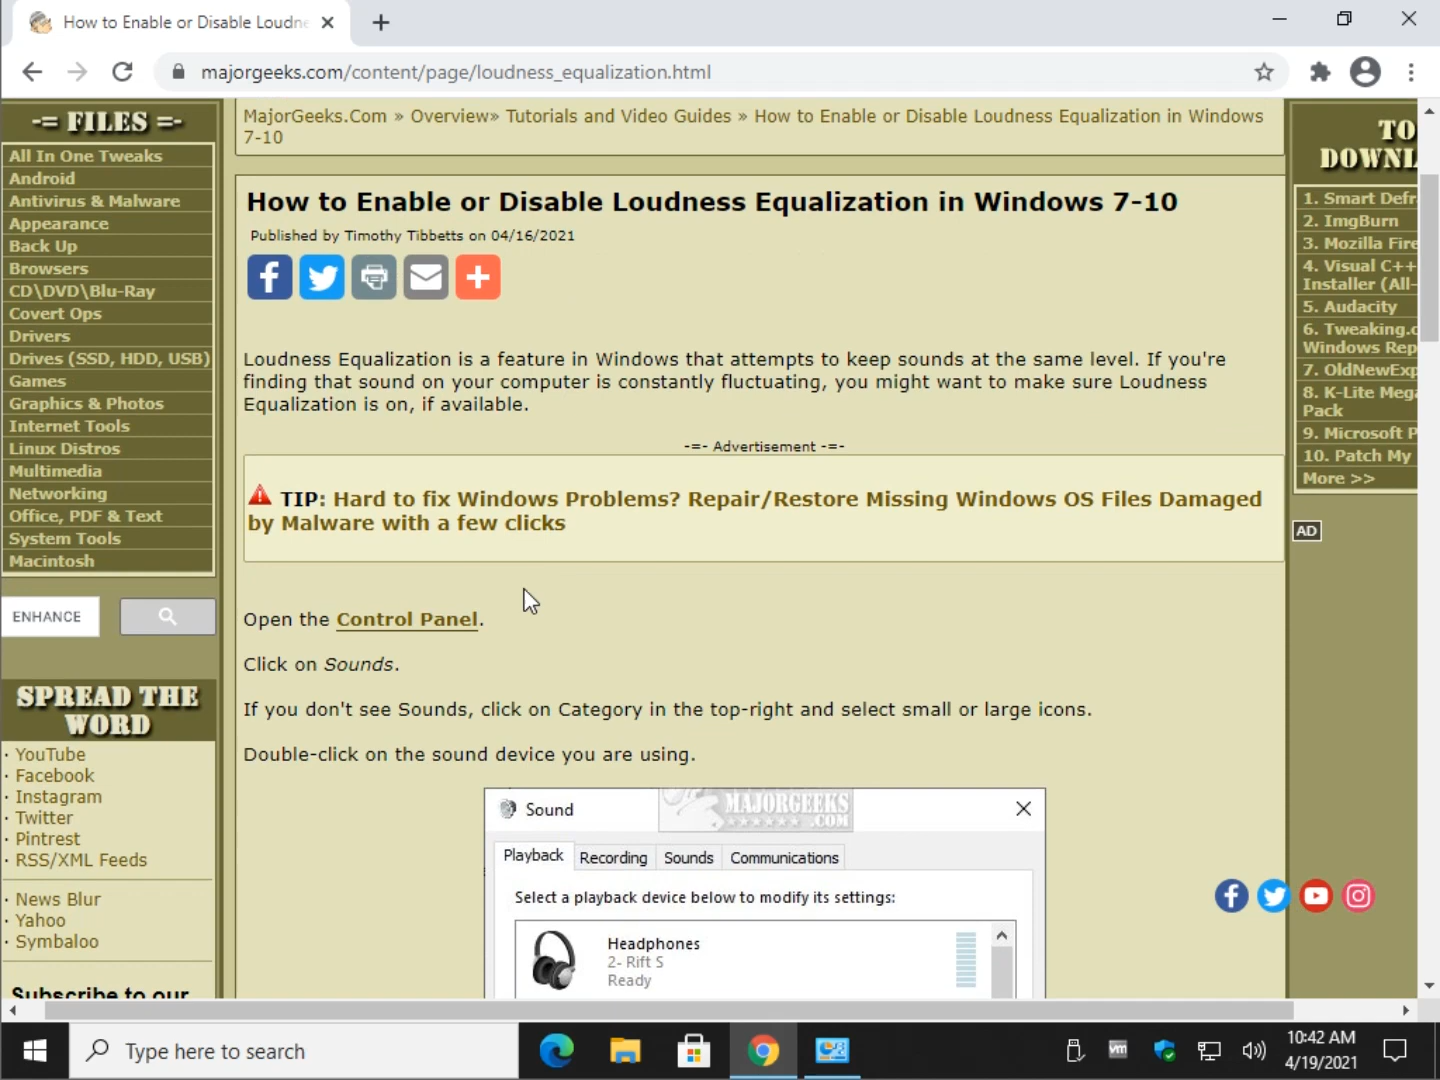 How to Enable or Disable Loudne
majorgeeks.com/content/page/loudness_equalization.html
-= FILES =-
All In One Tweaks
Android
Antivirus & Malware
Appearance
Back Up
Browsers
CD\DVD\Blu-Ray
Covert Ops
Drivers
Drives (SSD, HDD, USB)
Games
Graphics & Photos
Internet Tools
Linux Distros
Multimedia
Networking
Office, PDF & Text
System Tools
Macintosh
ENHANCE
SPREAD THE
WORD
· YouTube
· Facebook
· Instagram
· Twitter
· Pintrest
· RSS/XML Feeds
· News Blur
· Yahoo
· Symbaloo
Subscribe to our
MajorGeeks.Com » Overview» Tutorials and Video Guides » How to Enable or Disable Loudness Equalization in Windows
7-10
How to Enable or Disable Loudness Equalization in Windows 7-10
Published by Timothy Tibbetts on 04/16/2021
Loudness Equalization is a feature in Windows that attempts to keep sounds at the same level. If you're
finding that sound on your computer is constantly fluctuating, you might want to make sure Loudness
Equalization is on, if available.
-=- Advertisement -=-
TIP: Hard to fix Windows Problems? Repair/Restore Missing Windows OS Files Damaged
by Malware with a few clicks
Open the Control Panel.
Click on Sounds.
If you don't see Sounds, click on Category in the top-right and select small or large icons.
Double-click on the sound device you are using.
Sound
MAJORGEEKS
.COM
Playback Recording Sounds Communications
Select a playback device below to modify its settings:
Headphones
2- Rift S
Ready
TO
DOWNL
1. Smart Defr
2. ImgBurn
3. Mozilla Fire
4. Visual C++
Installer (All-
5. Audacity
6. Tweaking.c
Windows Rep
7. OldNewExp
8. K-Lite Mega
Pack
9. Microsoft P
10. Patch My
More >>
AD
Type here to search
vm
10:42 AM
4/19/2021